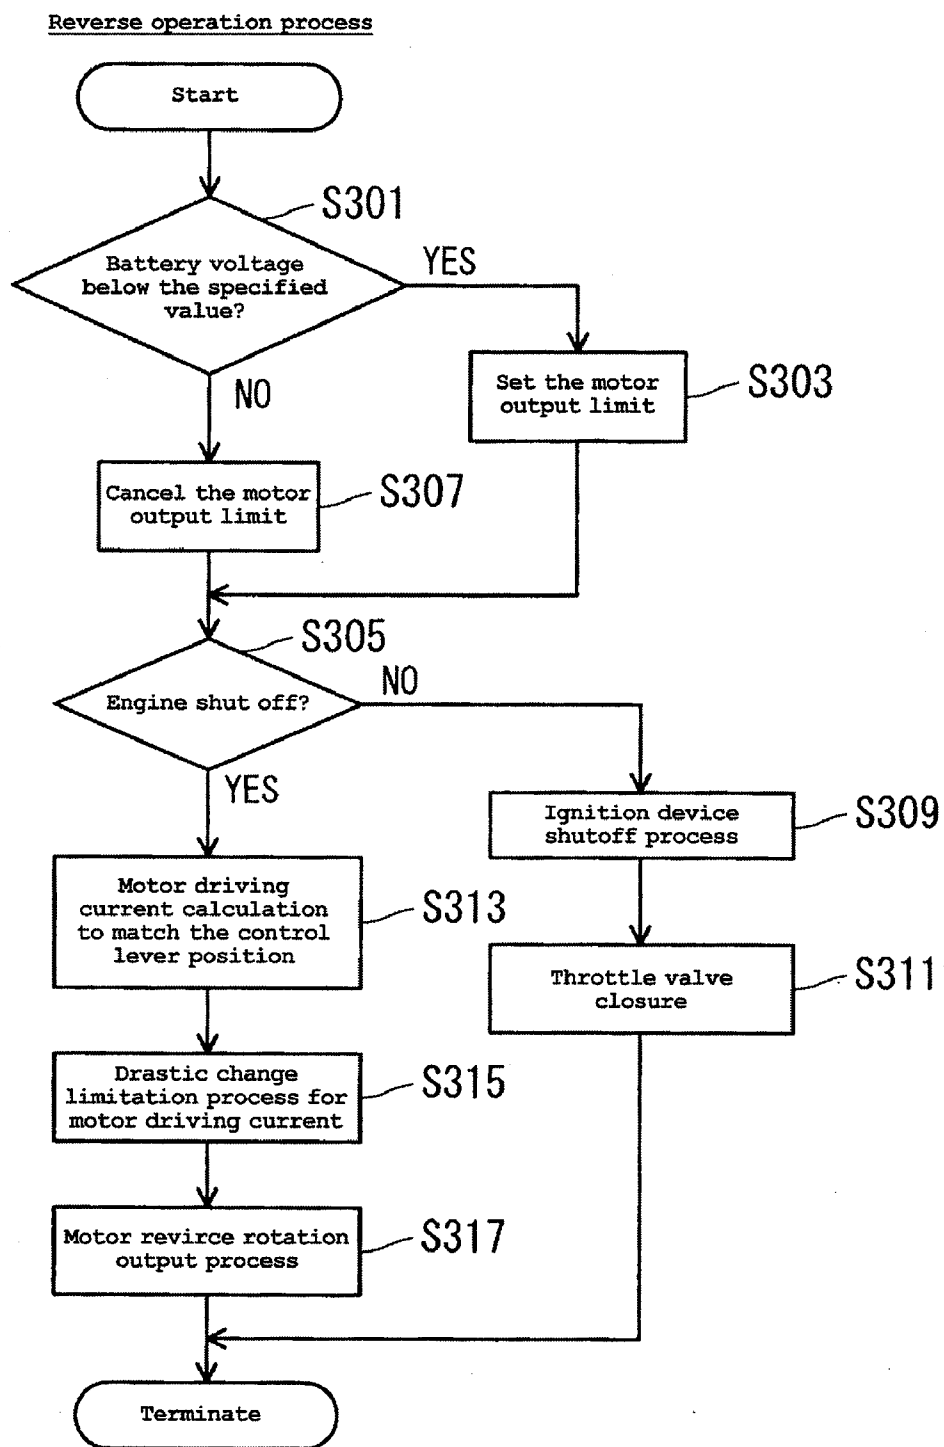 Reverse operation process
Start
S301
Battery voltage
below the specified
value?
YES
NO
Set the motor
output limit
S303
Cancel the motor
output limit
S307
S305
Engine shut off?
NO
YES
Ignition device
shutoff process
S309
Motor driving
current calculation
to match the control
lever position
S313
Throttle valve
closure
S311
Drastic change
limitation process for
motor driving current
S315
Motor revirce rotation
output process
S317
Terminate